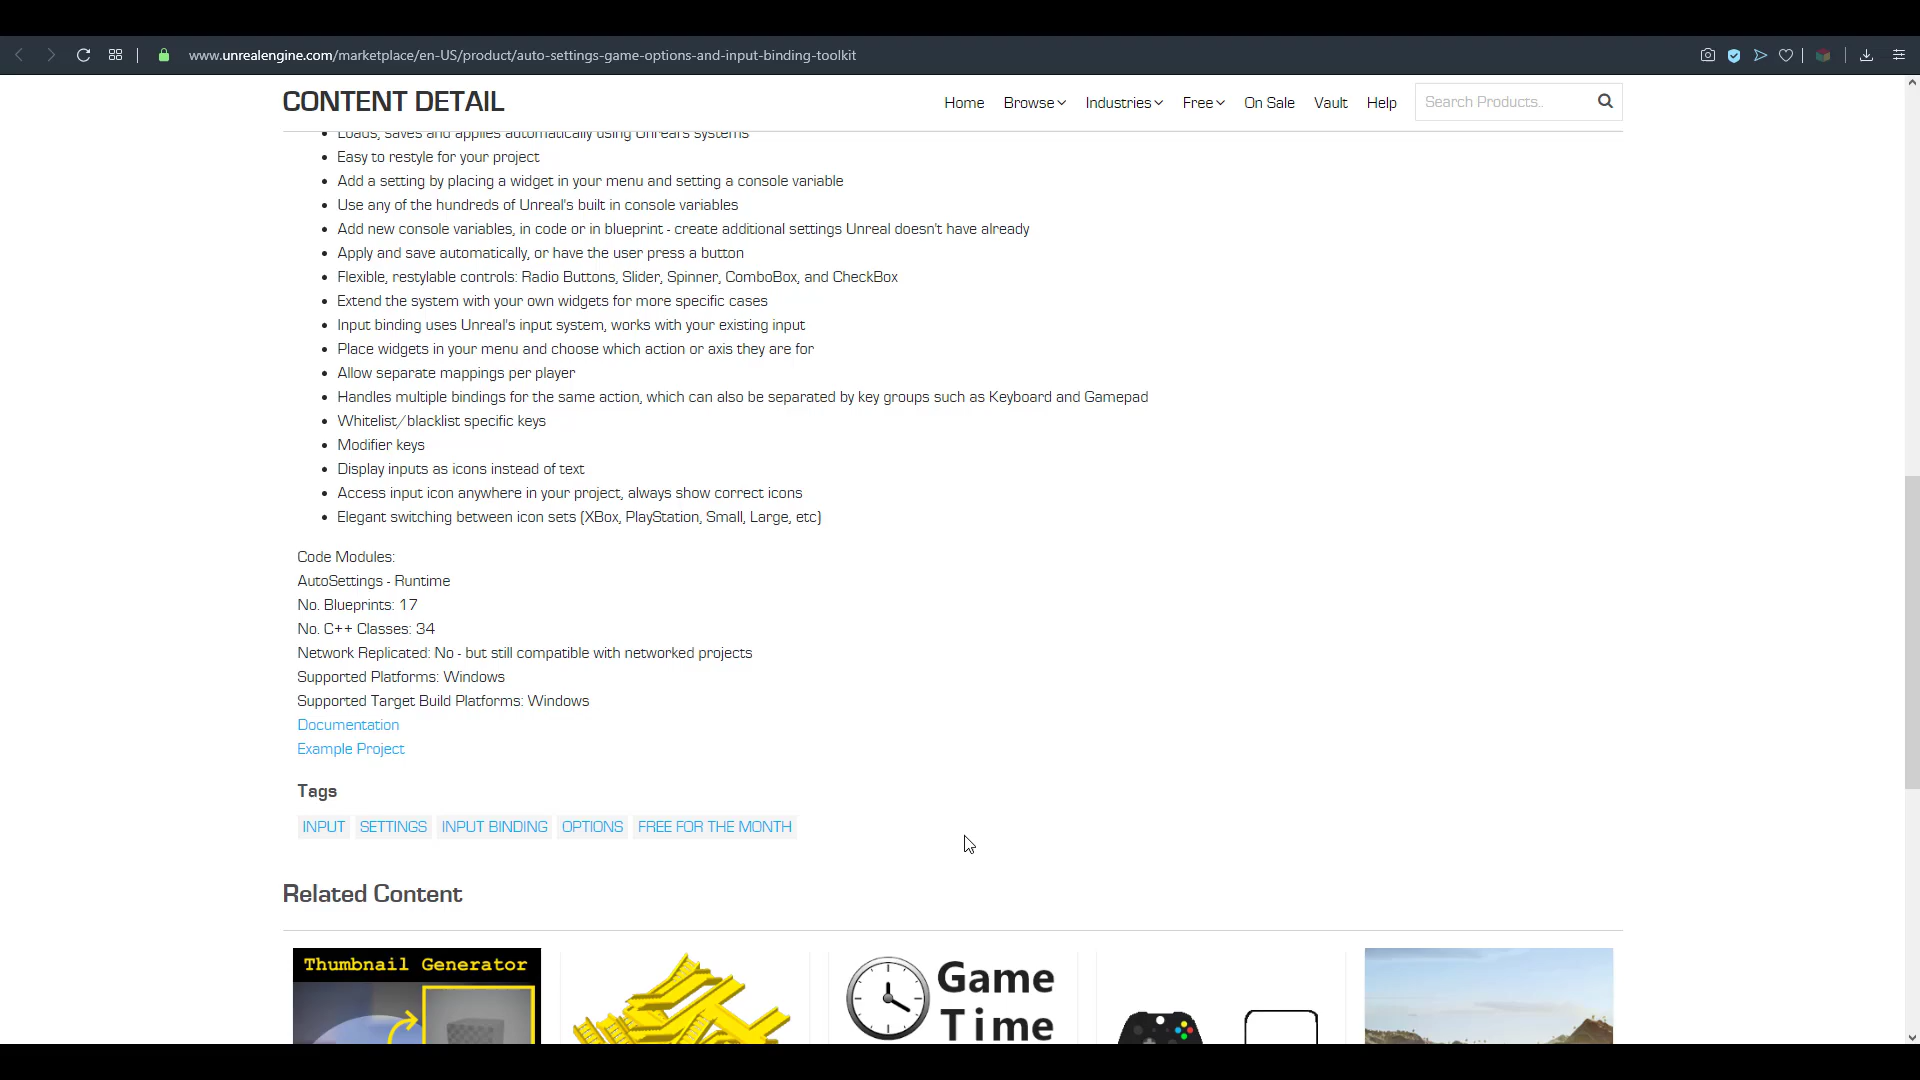 www.unrealengine.com/marketplace/en-US/product/auto-settings-game-options-and-input-binding-toolkit
CONTENT DETAIL
Home Browse Industries Free On Sale Vault Help Search Products..
Loads, saves and applies automatically using Unreal's systems
Easy to restyle for your project
Add a setting by placing a widget in your menu and setting a console variable
Use any of the hundreds of Unreal's built in console variables
Add new console variables, in code or in blueprint - create additional settings Unreal doesn't have already
Apply and save automatically, or have the user press a button
Flexible, restylable controls: Radio Buttons, Slider, Spinner, ComboBox, and CheckBox
Extend the system with your own widgets for more specific cases
Input binding uses Unreal's input system, works with your existing input
Place widgets in your menu and choose which action or axis they are for
Allow separate mappings per player
Handles multiple bindings for the same action, which can also be separated by key groups such as Keyboard and Gamepad
Whitelist/blacklist specific keys
Modifier keys
Display inputs as icons instead of text
Access input icon anywhere in your project, always show correct icons
Elegant switching between icon sets (XBox, PlayStation, Small, Large, etc)
Code Modules:
AutoSettings - Runtime
No. Blueprints: 17
No. C++ Classes: 34
Network Replicated: No - but still compatible with networked projects
Supported Platforms: Windows
Supported Target Build Platforms: Windows
Documentation
Example Project
Tags
INPUT SETTINGS INPUT BINDING OPTIONS FREE FOR THE MONTH
Related Content
Thumbnail Generator
Game
Time